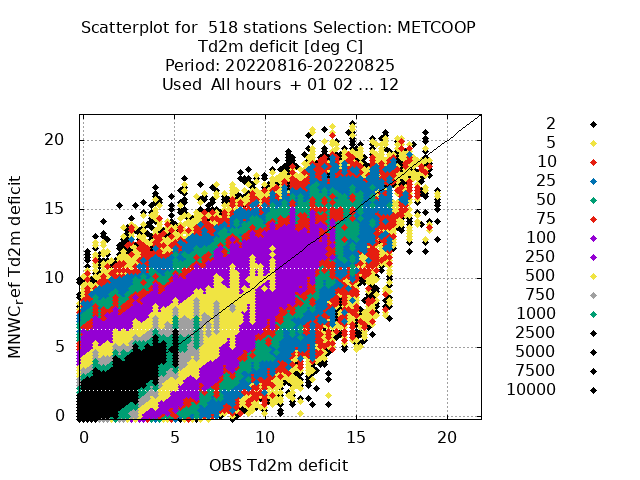 Scatterplot for 518 stations Selection: METCOOP
Td2m deficit [deg C]
Period: 20220816-20220825
Used All hours + 01 02 ... 12
MNWC,ref Td2m deficit
20
15
10
5
0
0 5 10 15 20
OBS Td2m deficit
2
5
10
25
50
75
100
250
500
750
1000
2500
5000
7500
10000